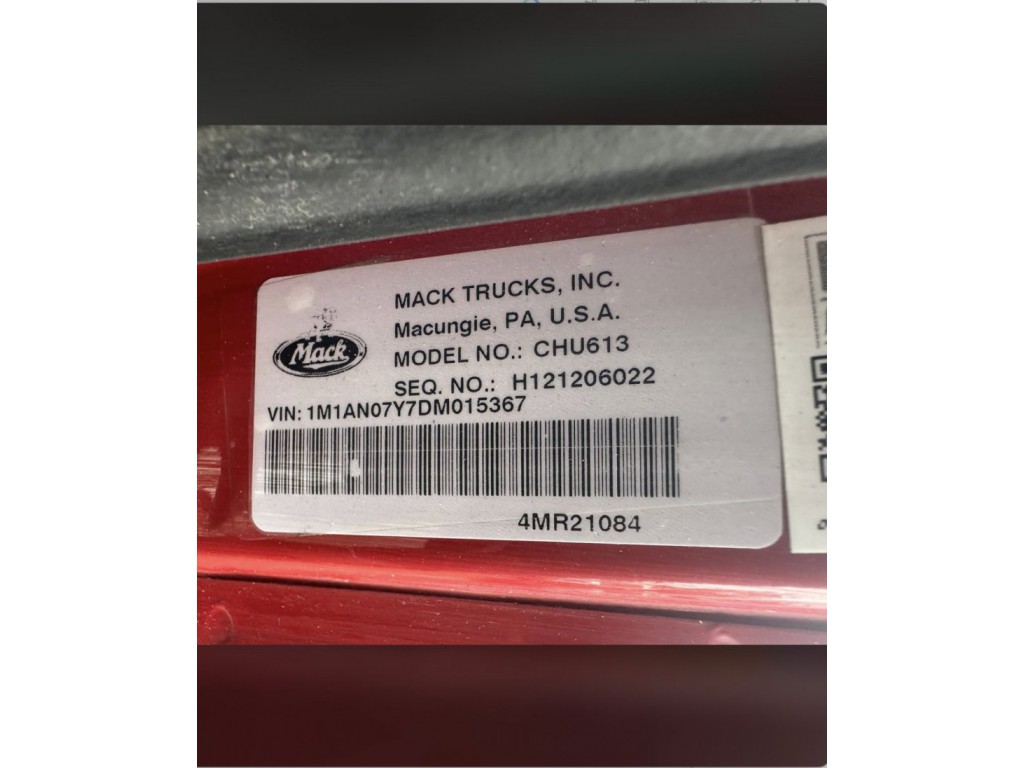 MACK TRUCKS, INC.
Macungie, PA, U.S.A.
MODEL NO.: CHU613
SEQ. NO.: H121206022
Mack
VIN: 1M1AN07Y7DM015367
4MR21084